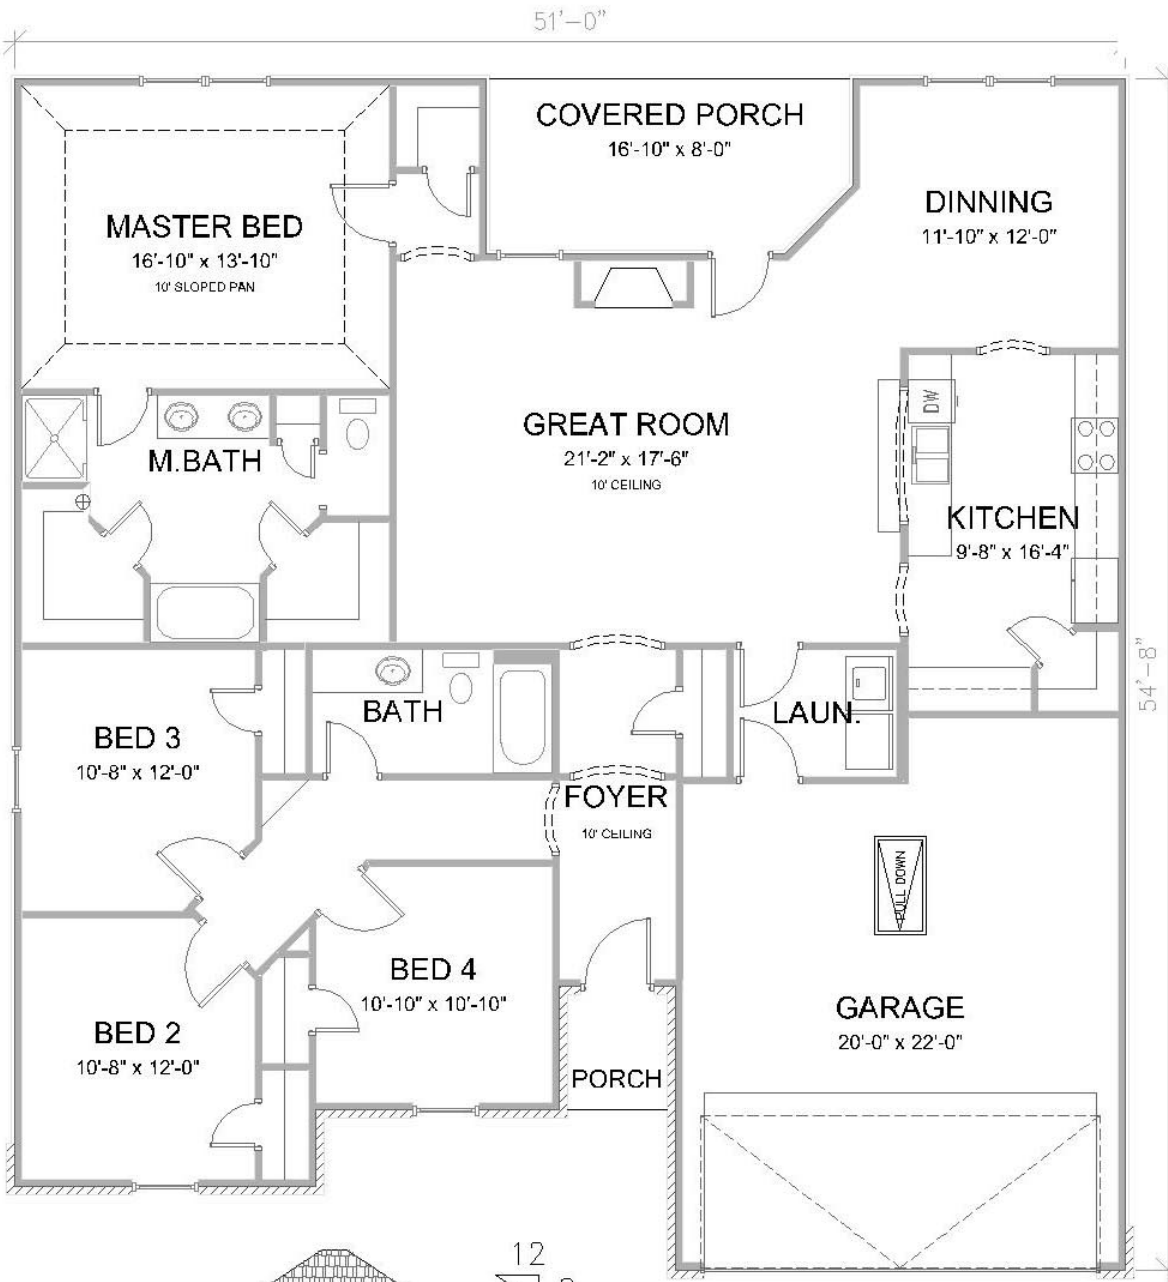 51'-0"
COVERED PORCH
16'-10" x 8'-0"
DINNING
11'-10" x 12'-0"
MASTER BED
16'-10" x 13'-10"
10' SLOPED PAN
GREAT ROOM
21'-2" x 17'-6"
10' CEILING
DW
M.BATH
KITCHEN
9'-8" x 16'-4"
54'-8"
BATH
LAUN.
BED 3
10'-8" x 12'-0"
FOYER
10' CEILING
PULL DOWN
BED 4
10'-10" x 10'-10"
GARAGE
20'-0" x 22'-0"
BED 2
10'-8" x 12'-0"
PORCH
12